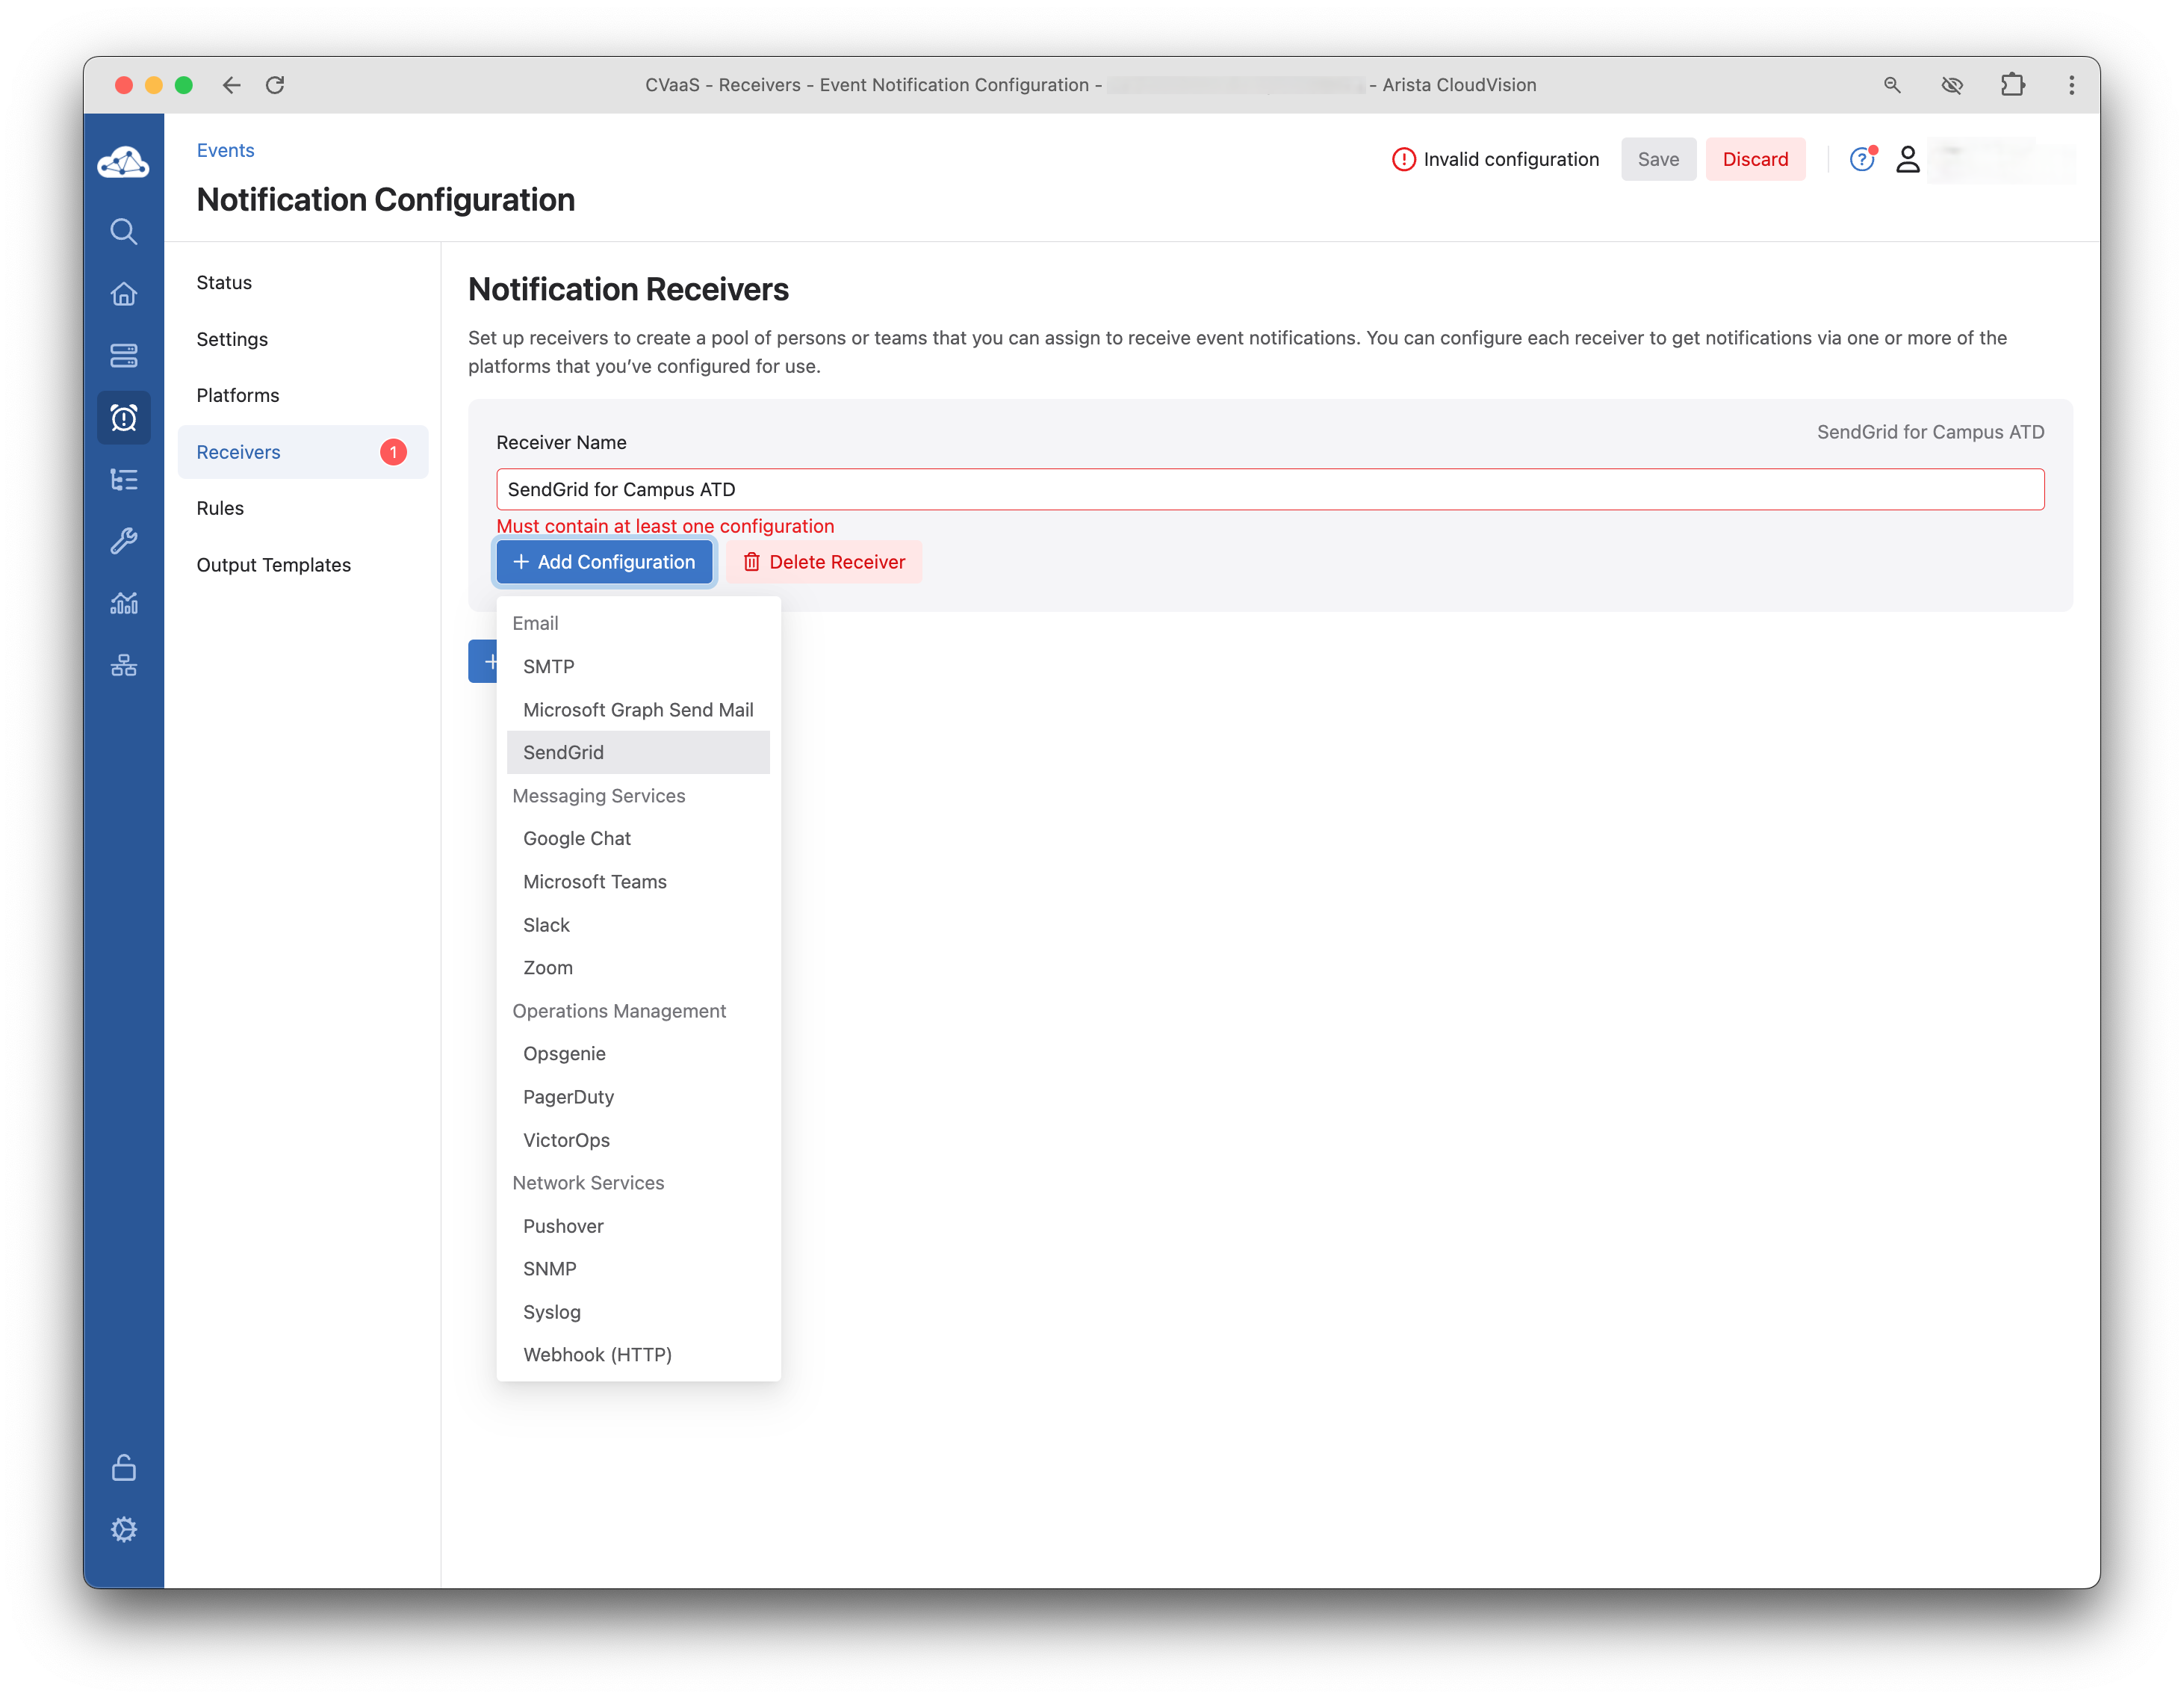 CVaaS - Receivers - Event Notification Configuration - - Arista CloudVision
Events
Notification Configuration
Invalid configuration
Save
Discard
Status
Settings
Platforms
Receivers 1
Rules
Output Templates
Notification Receivers
Set up receivers to create a pool of persons or teams that you can assign to receive event notifications. You can configure each receiver to get notifications via one or more of the
platforms that you’ve configured for use.
Receiver Name
SendGrid for Campus ATD
SendGrid for Campus ATD
Must contain at least one configuration
+ Add Configuration
Delete Receiver
Email
SMTP
Microsoft Graph Send Mail
SendGrid
Messaging Services
Google Chat
Microsoft Teams
Slack
Zoom
Operations Management
Opsgenie
PagerDuty
VictorOps
Network Services
Pushover
SNMP
Syslog
Webhook (HTTP)